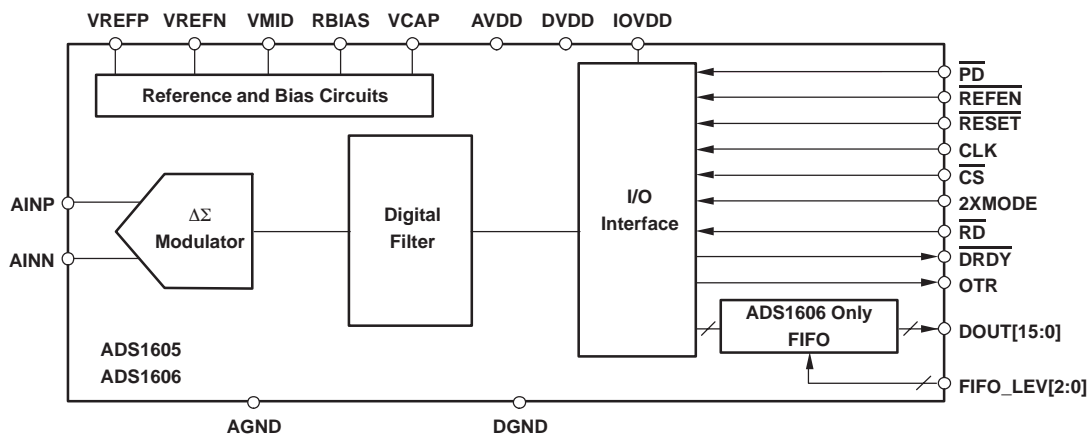 VREFP VREFN VMID RBIAS VCAP AVDD DVDD IOVDD
Reference and Bias Circuits
PD
REFEN
RESET
CLK
CS
2XMODE
RD
DRDY
OTR
DOUT[15:0]
FIFO_LEV[2:0]
AINP
AINN
ΔΣ
Modulator
Digital
Filter
I/O
Interface
ADS1606 Only
FIFO
ADS1605
ADS1606
AGND DGND